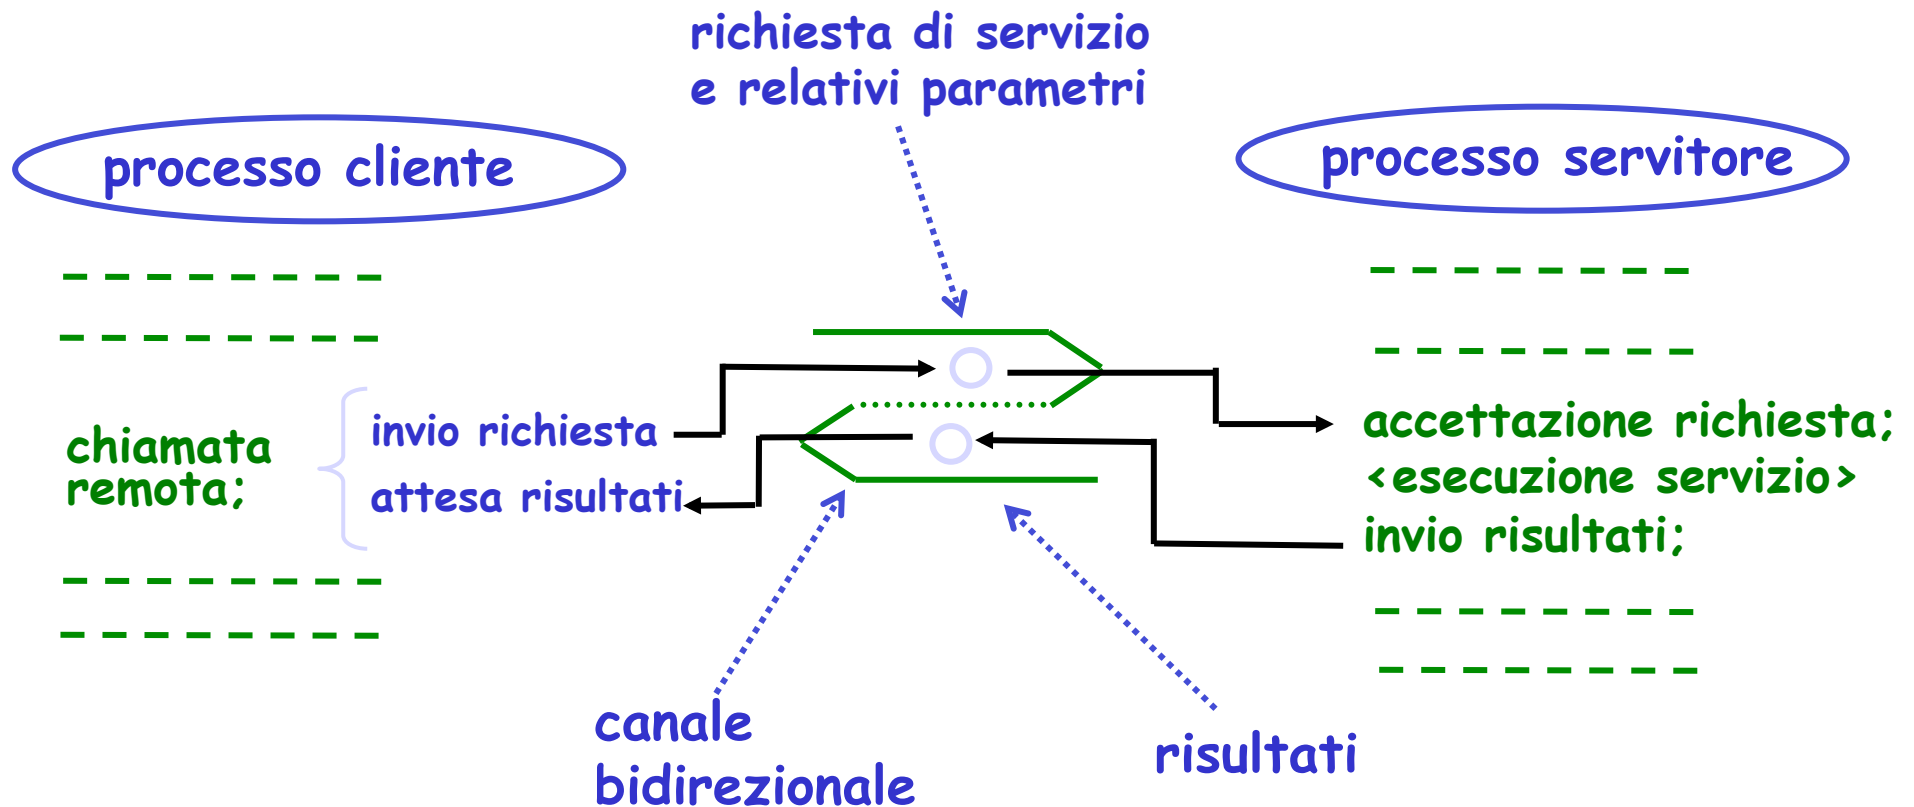 richiesta di servizio
e relativi parametri
processo cliente
processo servitore
chiamata
remota;
invio richiesta
attesa risultati
accettazione richiesta;
<esecuzione servizio>
invio risultati;
canale
bidirezionale
risultati